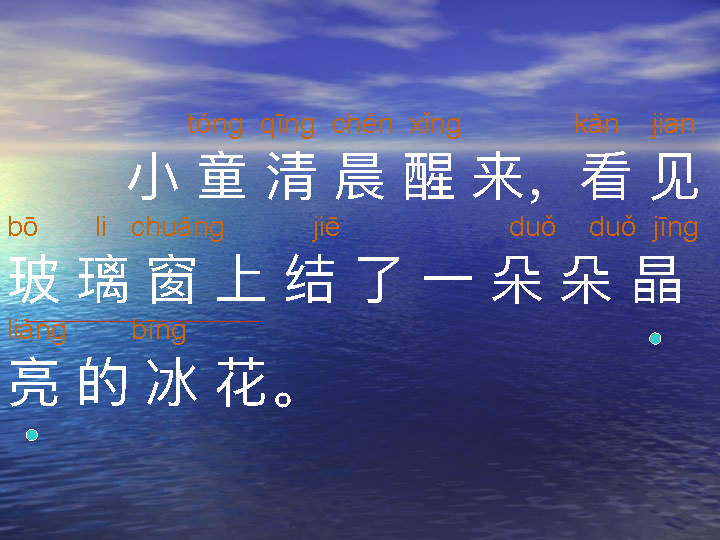 tóng qīng chén xǐng kàn jian
小童清晨醒来，看见
bō li chuāng jiē duǒ duǒ jīng
玻璃窗上结了一朵朵晶
liàng bīng
亮的冰花。